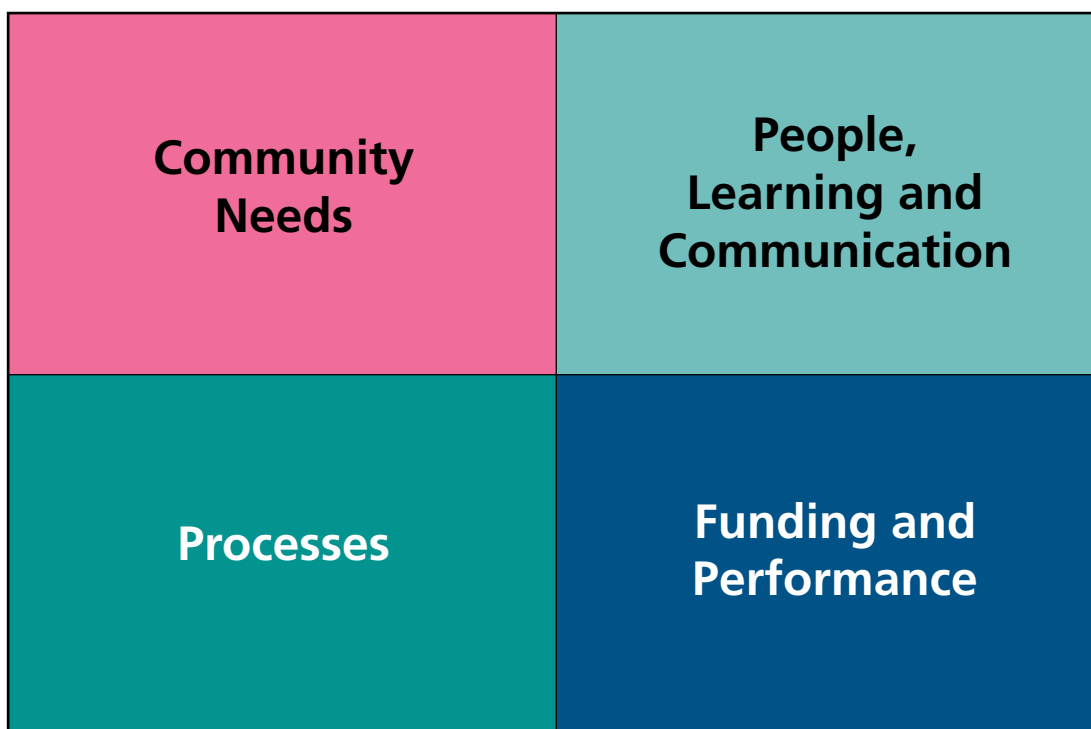 Community
Needs
People,
Learning and
Communication
Processes
Funding and
Performance